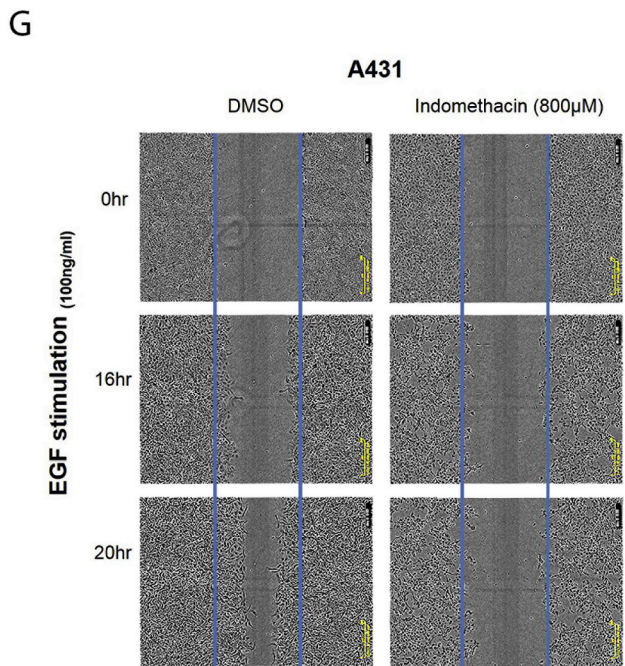 G
A431
DMSO
Indomethacin (800µM)
EGF stimulation (100ng/ml)
0hr
16hr
20hr